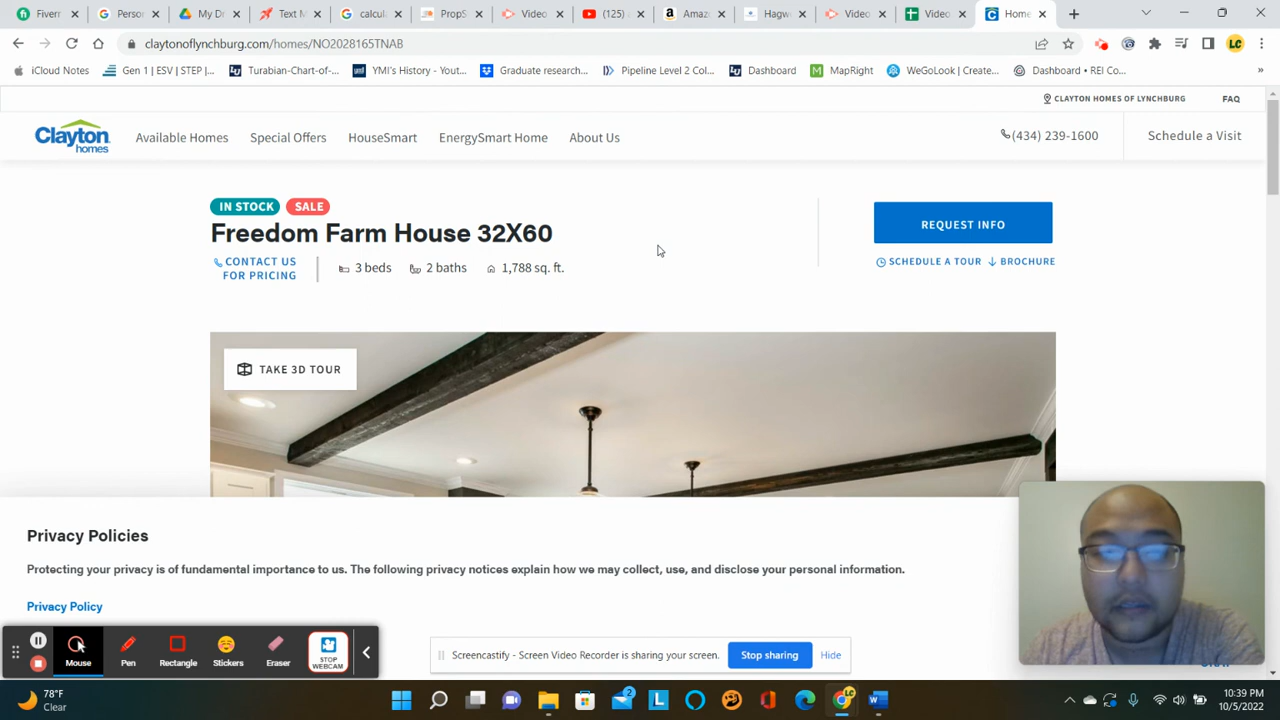 Fiverr
Person
My Dr
Text M
calcul
PropS
Video
(125)
Amaz
Hagw
Video
Video
Home
claytonoflynchburg.com/homes/NO2028165TNAB
LC
iCloud Notes
Gen 1 | ESV | STEP |...
Turabian-Chart-of-...
YMI's History - Yout...
Graduate research...
Pipeline Level 2 Col...
Dashboard
MapRight
WeGoLook | Create...
Dashboard • REI Co...
CLAYTON HOMES OF LYNCHBURG
FAQ
Clayton homes
Available Homes
Special Offers
HouseSmart
EnergySmart Home
About Us
(434) 239-1600
Schedule a Visit
IN STOCK
SALE
Freedom Farm House 32X60
CONTACT US
FOR PRICING
3 beds
2 baths
1,788 sq. ft.
REQUEST INFO
SCHEDULE A TOUR
BROCHURE
TAKE 3D TOUR
Privacy Policies
Protecting your privacy is of fundamental importance to us. The following privacy notices explain how we may collect, use, and disclose your personal information.
Privacy Policy
Mouse
Pen
Rectangle
Stickers
Eraser
STOP
WEBCAM
Screencastify - Screen Video Recorder is sharing your screen.
Stop sharing
Hide
78°F
Clear
10:39 PM
10/5/2022